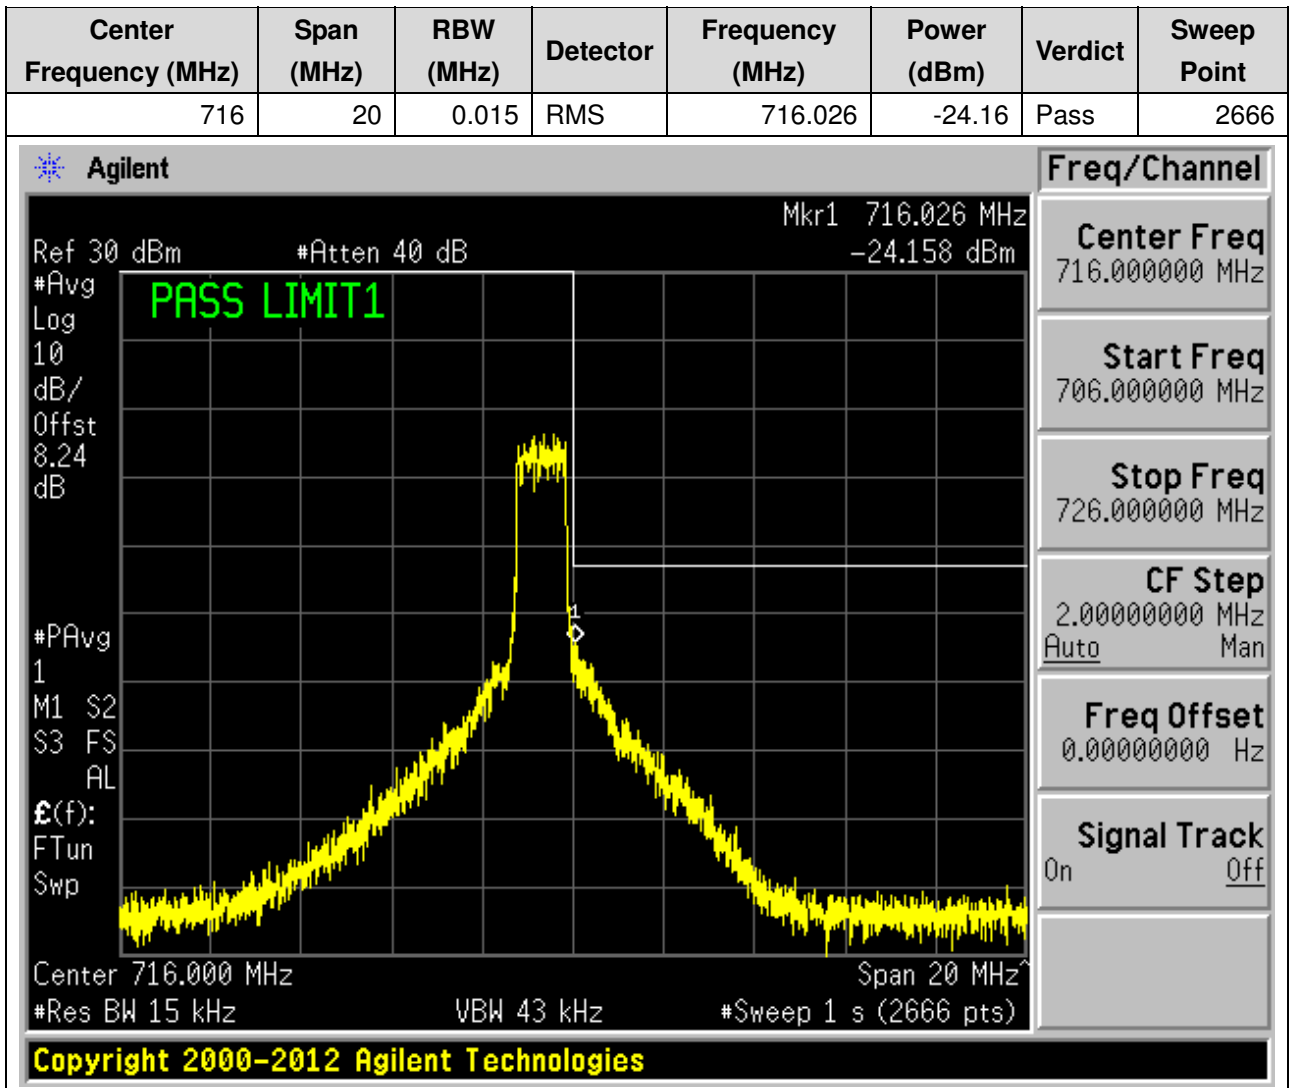 Center Frequency (MHz) Span (MHz) RBW (MHz) Detector Frequency (MHz) Power (dBm) Verdict Sweep Point
716 20 0.015 RMS 716.026 -24.16 Pass 2666
Agilent
Freq/Channel
Mkr1 716.026 MHz
Ref 30 dBm #Atten 40 dB -24.158 dBm
#Avg
Log
10
dB/
Offst
8.24
dB
PASS LIMIT1
1
#PAvg
1
M1 S2
S3 FS
AL
£(f):
FTun
Swp
Center 716.000 MHz Span 20 MHz^
#Res BW 15 kHz VBW 43 kHz #Sweep 1 s (2666 pts)
Center Freq
716.000000 MHz
Start Freq
706.000000 MHz
Stop Freq
726.000000 MHz
CF Step
2.00000000 MHz
Auto Man
Freq Offset
0.00000000 Hz
Signal Track
On Off
Copyright 2000-2012 Agilent Technologies